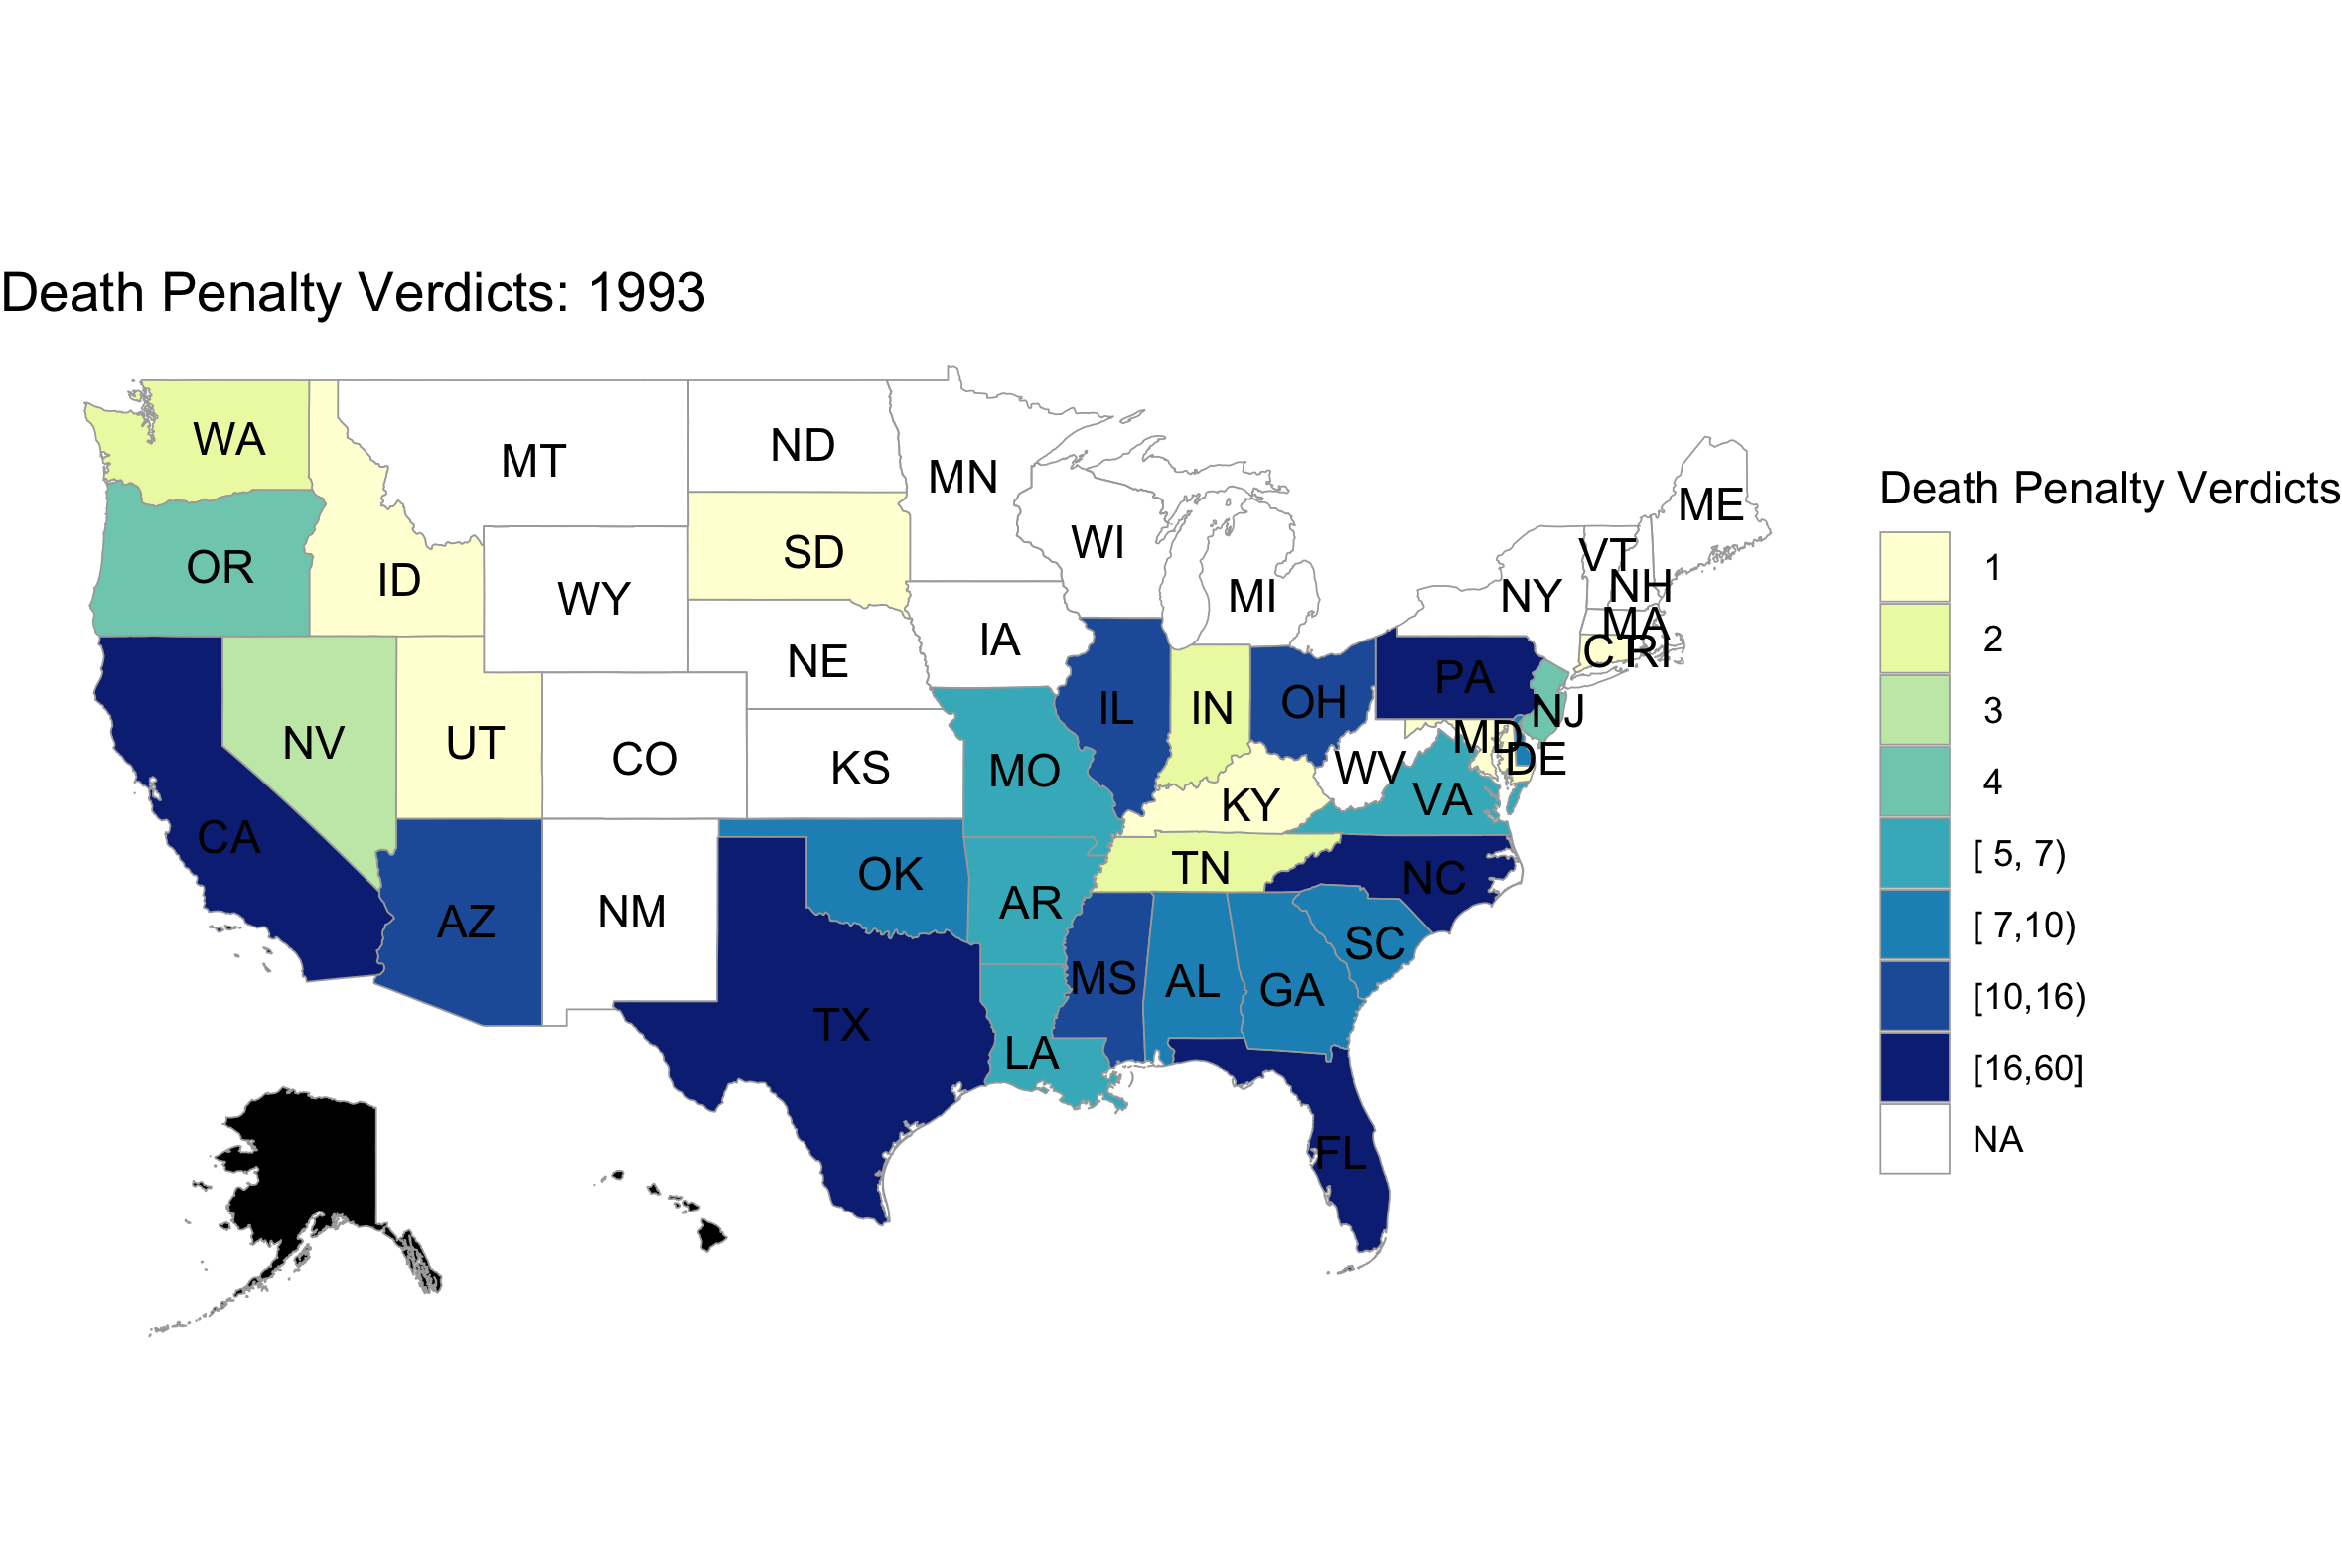 Death Penalty Verdicts: 1993
WA
MT
ND
MN
ME
OR
ID
SD
WI
VT
WY
MI
NY
NH
MA
NE
IA
CT
RI
NV
UT
CO
KS
MO
IL
IN
OH
PA
NJ
MD
DE
WV
VA
KY
CA
AZ
NM
OK
AR
TN
NC
SC
MS
AL
GA
TX
LA
FL
Death Penalty Verdicts
1
2
3
4
[ 5, 7)
[ 7,10)
[10,16)
[16,60]
NA